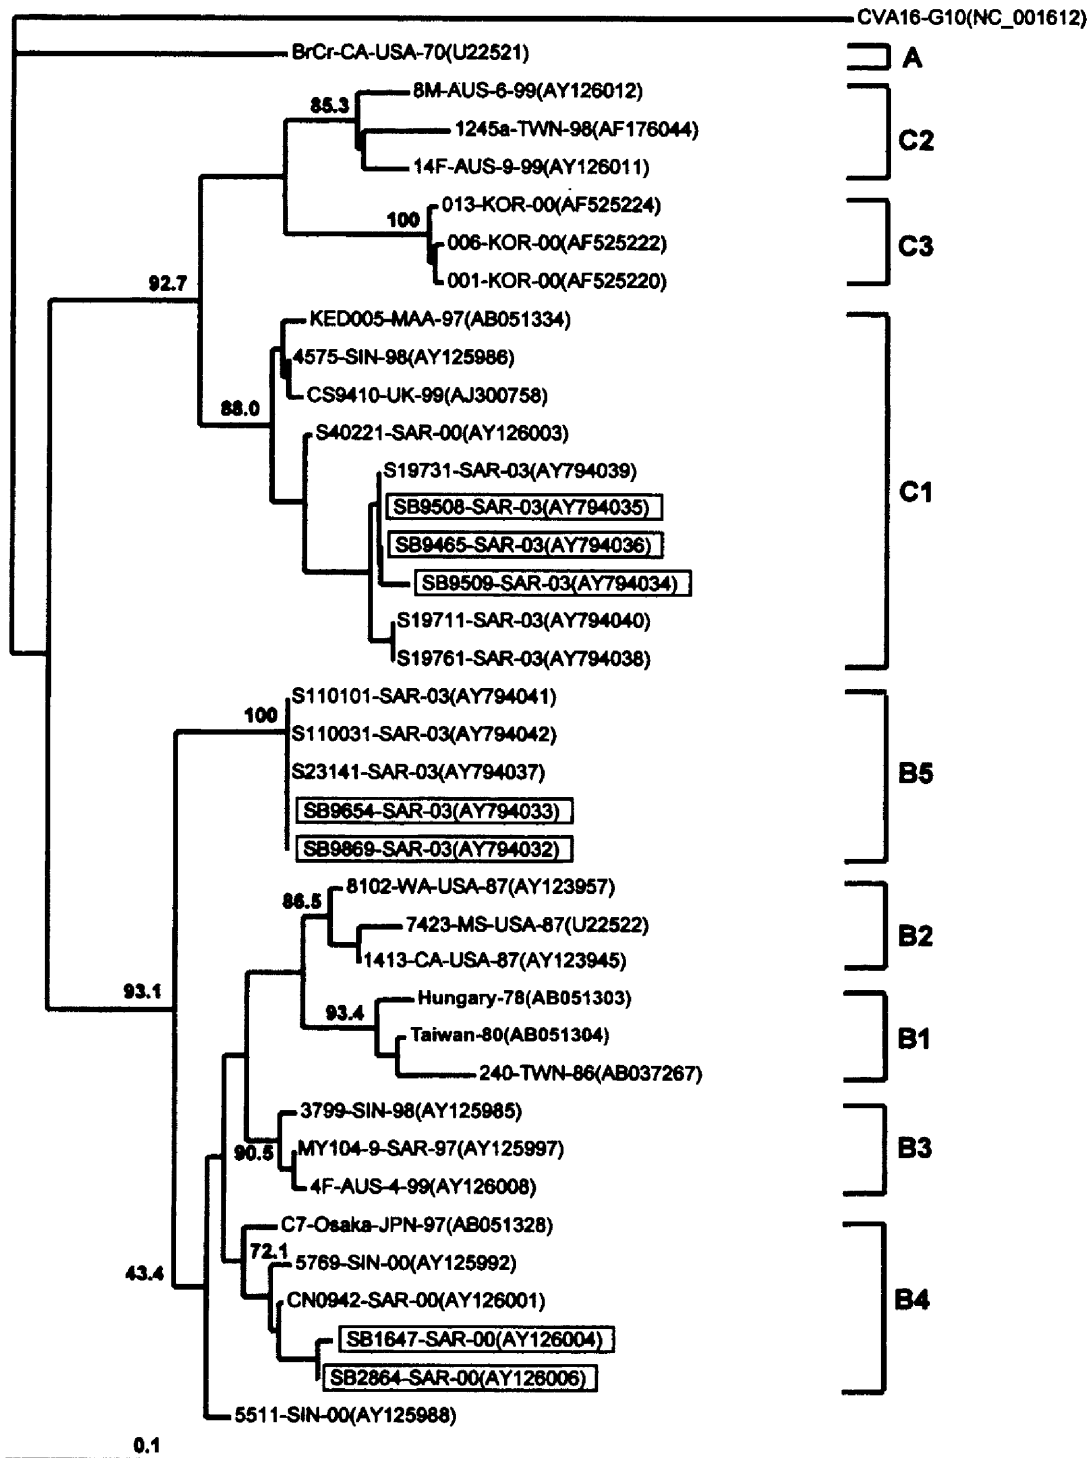 CVA16-G10(NC_001612)
BrCr-CA-USA-70(U22521)
A
8M-AUS-6-99(AY126012)
85.3
1245a-TWN-98(AF176044)
C2
14F-AUS-9-99(AY126011)
013-KOR-00(AF525224)
100
006-KOR-00(AF525222)
C3
001-KOR-00(AF525220)
92.7
KED005-MAA-97(AB051334)
4575-SIN-98(AY125986)
CS9410-UK-99(AJ300758)
88.0
S40221-SAR-00(AY126003)
S19731-SAR-03(AY794039)
C1
SB9508-SAR-03(AY794035)
SB9465-SAR-03(AY794036)
SB9509-SAR-03(AY794034)
S19711-SAR-03(AY794040)
S19761-SAR-03(AY794038)
S110101-SAR-03(AY794041)
100
S110031-SAR-03(AY794042)
S23141-SAR-03(AY794037)
B5
SB9654-SAR-03(AY794033)
SB9869-SAR-03(AY794032)
8102-WA-USA-87(AY123957)
86.5
7423-MS-USA-87(U22522)
B2
1413-CA-USA-87(AY123945)
93.1
Hungary-78(AB051303)
93.4
Taiwan-80(AB051304)
B1
240-TWN-86(AB037267)
3799-SIN-98(AY125985)
90.5
MY104-9-SAR-97(AY125997)
B3
4F-AUS-4-99(AY126008)
C7-Osaka-JPN-97(AB051328)
72.1
5769-SIN-00(AY125992)
43.4
CN0942-SAR-00(AY126001)
B4
SB1647-SAR-00(AY126004)
SB2864-SAR-00(AY126006)
5511-SIN-00(AY125988)
0.1